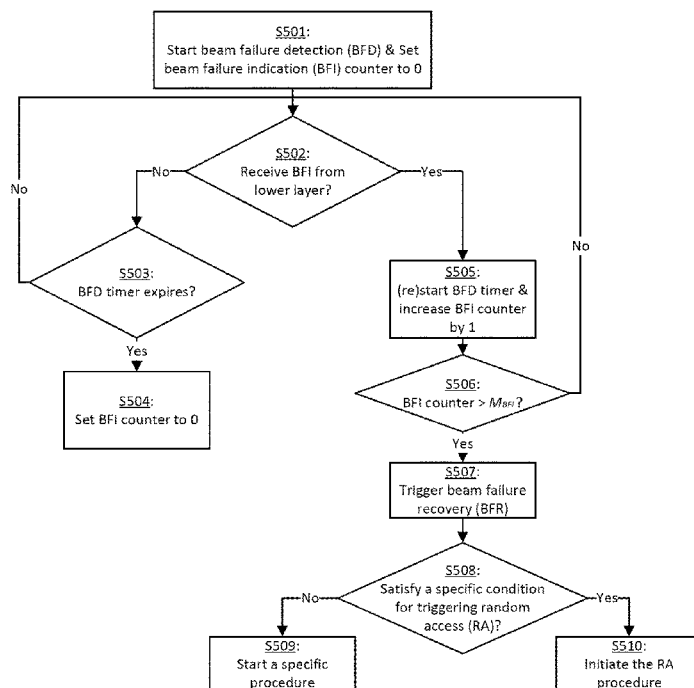 S501:
Start beam failure detection (BFD) & Set
beam failure indication (BFI) counter to 0
S502:
Receive BFI from
lower layer?
No
Yes
No
No
S503:
BFD timer expires?
S505:
(re)start BFD timer &
increase BFI counter
by 1
Yes
S504:
Set BFI counter to 0
S506:
BFI counter > MBFI?
Yes
S507:
Trigger beam failure
recovery (BFR)
S508:
Satisfy a specific condition
for triggering random
access (RA)?
No
Yes
S509:
Start a specific
procedure
S510:
Initiate the RA
procedure